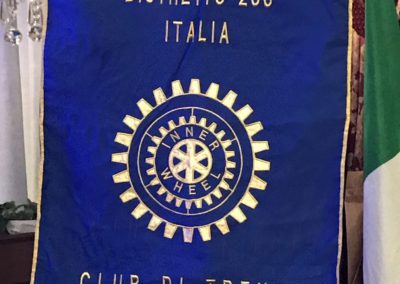 DISTRETTO
ITALIA
INNER
WHEEL
CLUB DI